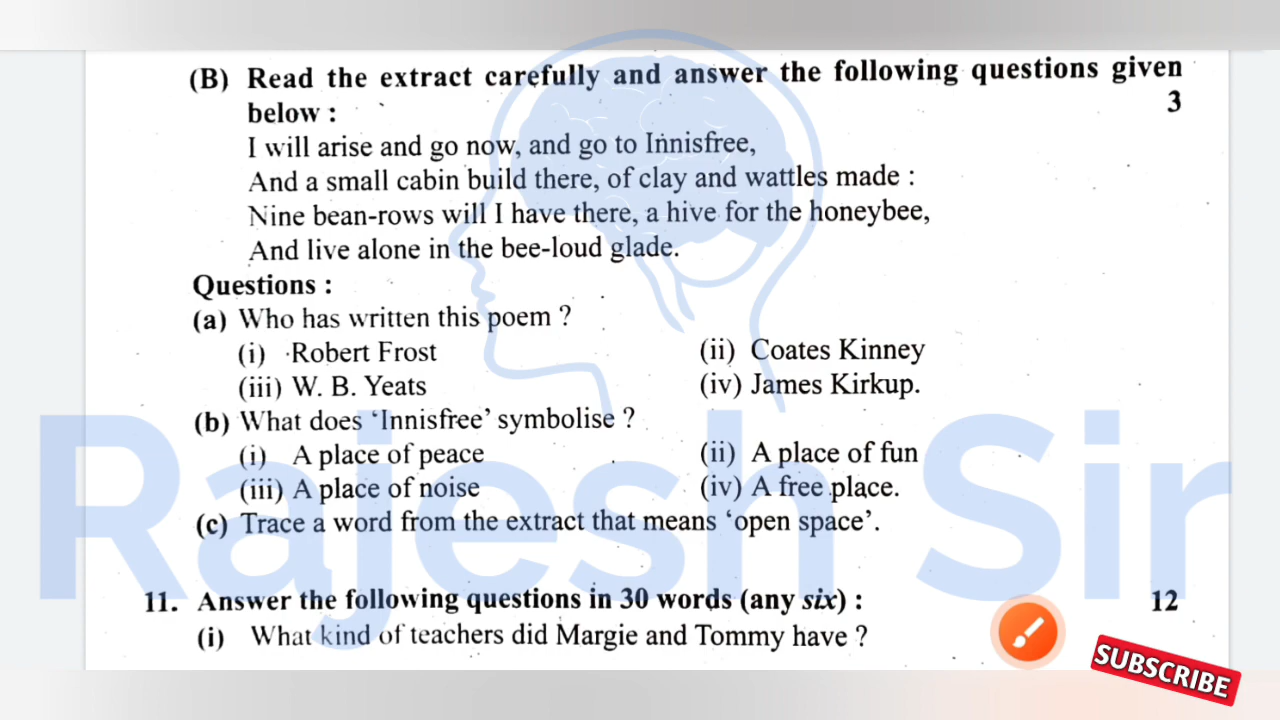 (B) Read the extract carefully and answer the following questions given
below : 3
I will arise and go now, and go to Innisfree,
And a small cabin build there, of clay and wattles made :
Nine bean-rows will I have there, a hive for the honeybee,
And live alone in the bee-loud glade.
Questions :
(a) Who has written this poem ?
(i) Robert Frost (ii) Coates Kinney
(iii) W. B. Yeats (iv) James Kirkup.
(b) What does ‘Innisfree’ symbolise ?
(i) A place of peace (ii) A place of fun
(iii) A place of noise (iv) A free place.
(c) Trace a word from the extract that means ‘open space’.
Rajesh Sir
11. Answer the following questions in 30 words (any six) : 12
(i) What kind of teachers did Margie and Tommy have ?
SUBSCRIBE